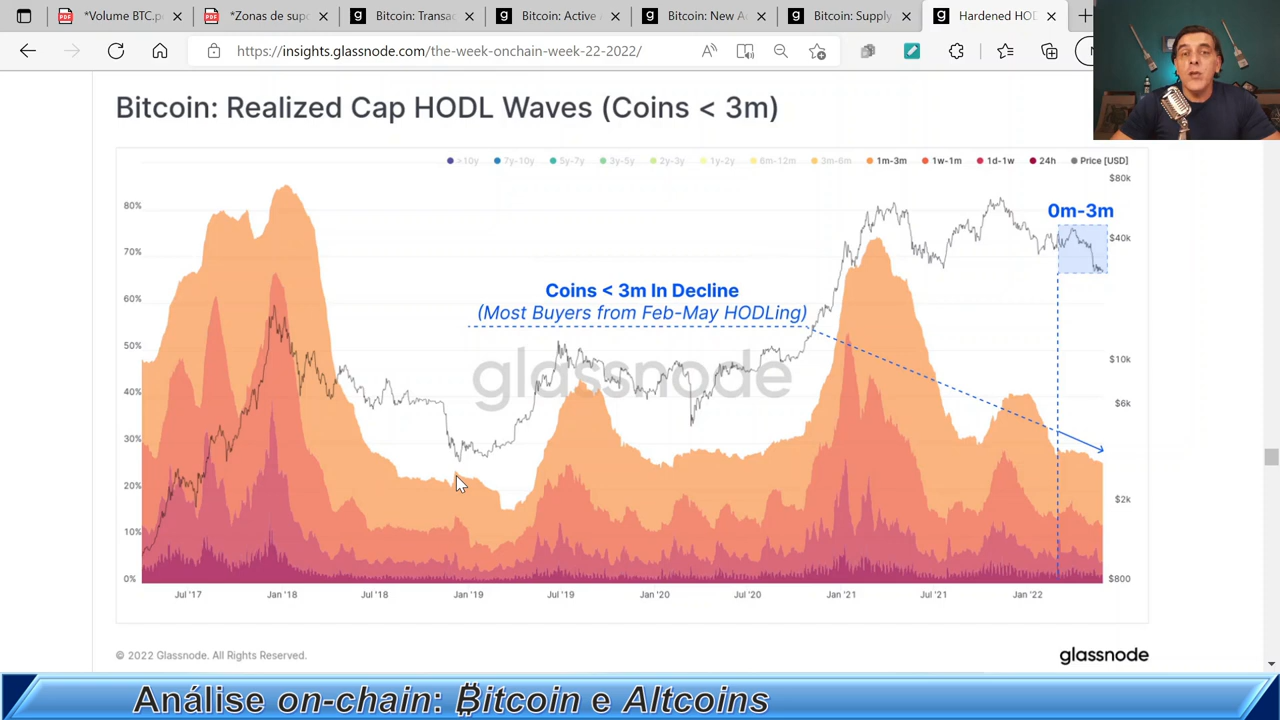 *Volume BTC.p
*Zonas de sup
Bitcoin: Transac
Bitcoin: Active
Bitcoin: New A
Bitcoin: Supply
Hardened HOD
https://insights.glassnode.com/the-week-onchain-week-22-2022/
Bitcoin: Realized Cap HODL Waves (Coins < 3m)
>10y 7y-10y 5y-7y 3y-5y 2y-3y 1y-2y 6m-12m 3m-6m 1m-3m 1w-1m 1d-1w 24h Price [USD]
$80k
80%
0m-3m
$40k
70%
Coins < 3m In Decline
60%
(Most Buyers from Feb-May HODLing)
50%
$10k
glassnode
40%
$6k
30%
20%
$2k
10%
0%
$800
Jul '17 Jan '18 Jul '18 Jan '19 Jul '19 Jan '20 Jul '20 Jan '21 Jul '21 Jan '22
© 2022 Glassnode. All Rights Reserved.
glassnode
Análise on-chain: ₿itcoin e Altcoins